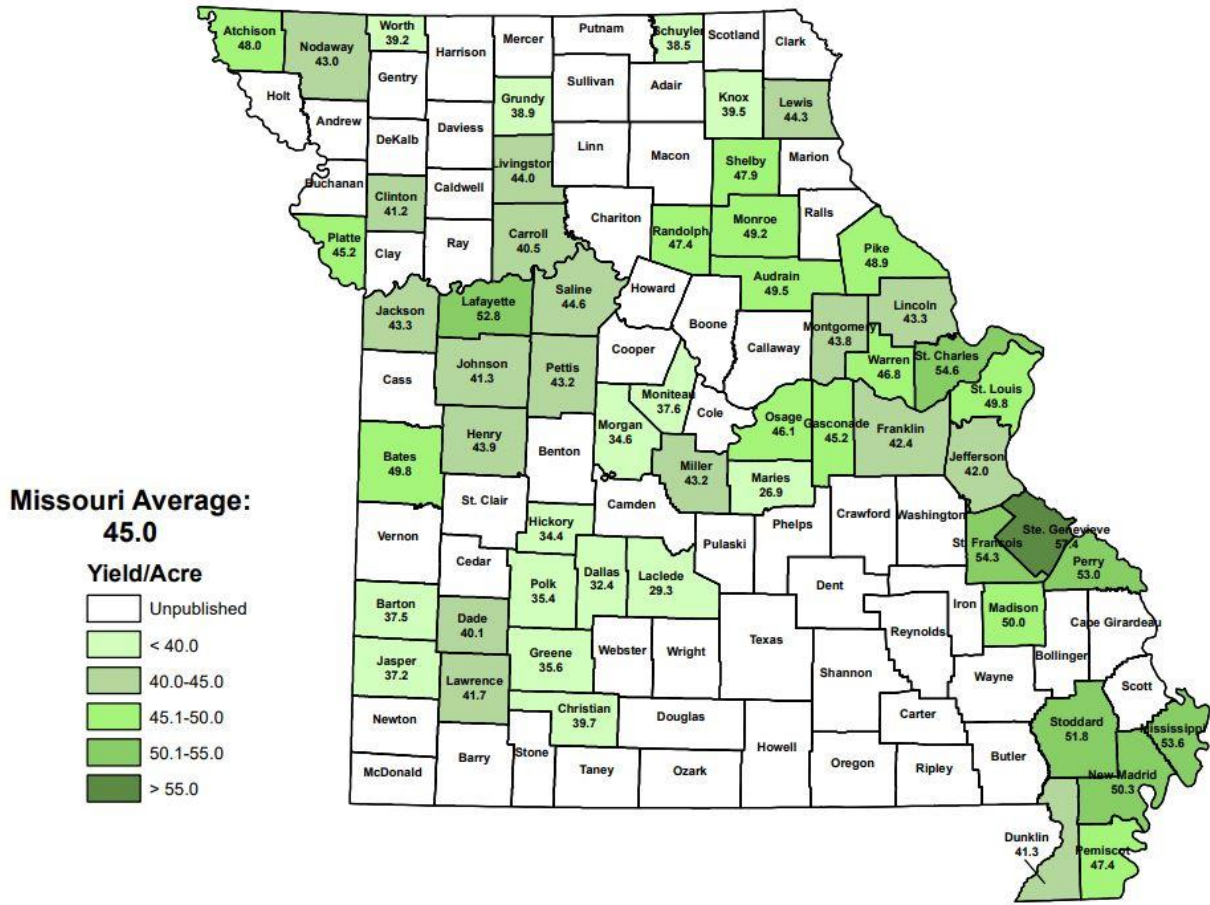 Atchison
48.0
Nodaway
43.0
Worth
39.2
Harrison
Mercer
Putnam
Schuyler
38.5
Scotland
Clark
Gentry
Sullivan
Adair
Holt
Grundy
38.9
Knox
39.5
Lewis
44.3
Andrew
DeKalb
Daviess
Linn
Macon
Shelby
47.9
Marion
Livingston
44.0
Buchanan
Clinton
41.2
Caldwell
Chariton
Randolph
47.4
Monroe
49.2
Ralls
Platte
45.2
Clay
Ray
Carroll
40.5
Pike
48.9
Audrain
49.5
Jackson
43.3
Lafayette
52.8
Saline
44.6
Howard
Boone
Callaway
Montgomery
43.8
Lincoln
43.3
Cooper
Warren
46.8
St. Charles
54.6
Cass
Johnson
41.3
Pettis
43.2
Moniteau
37.6
Cole
St. Louis
49.8
Morgan
34.6
Osage
46.1
Gasconade
45.2
Franklin
42.4
Bates
49.8
Henry
43.9
Benton
Miller
43.2
Maries
26.9
Jefferson
42.0
Missouri Average:
45.0
St. Clair
Camden
Phelps
Crawford
Washington
Ste. Genevieve
57.4
Vernon
Hickory
34.4
Pulaski
St. Francois
54.3
Perry
53.0
Yield/Acre
Unpublished
< 40.0
40.0-45.0
45.1-50.0
50.1-55.0
> 55.0
Cedar
Polk
35.4
Dallas
32.4
Laclede
29.3
Dent
Iron
Madison
50.0
Cape Girardeau
Barton
37.5
Dade
40.1
Texas
Reynolds
Bollinger
Jasper
37.2
Greene
35.6
Webster
Wright
Shannon
Wayne
Scott
Lawrence
41.7
Newton
Christian
39.7
Douglas
Carter
Stoddard
51.8
Mississippi
53.6
McDonald
Barry
Stone
Taney
Ozark
Howell
Oregon
Ripley
Butler
New Madrid
50.3
Dunklin
41.3
Pemiscot
47.4